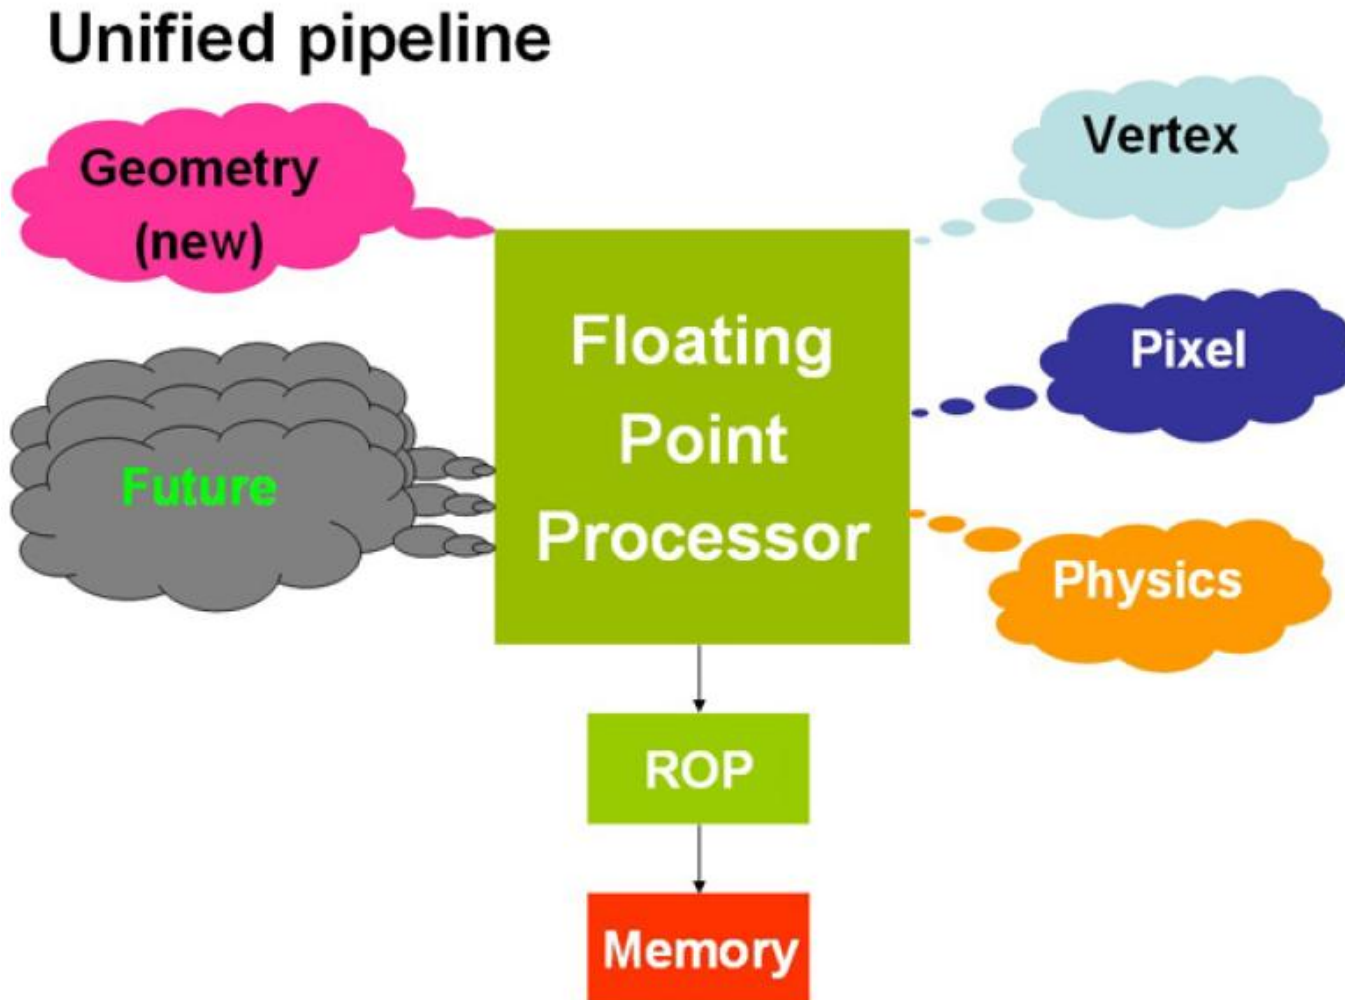 Unified pipeline
Geometry
(new)
Vertex
Pixel
Floating
Point
Processor
Future
Physics
ROP
Memory